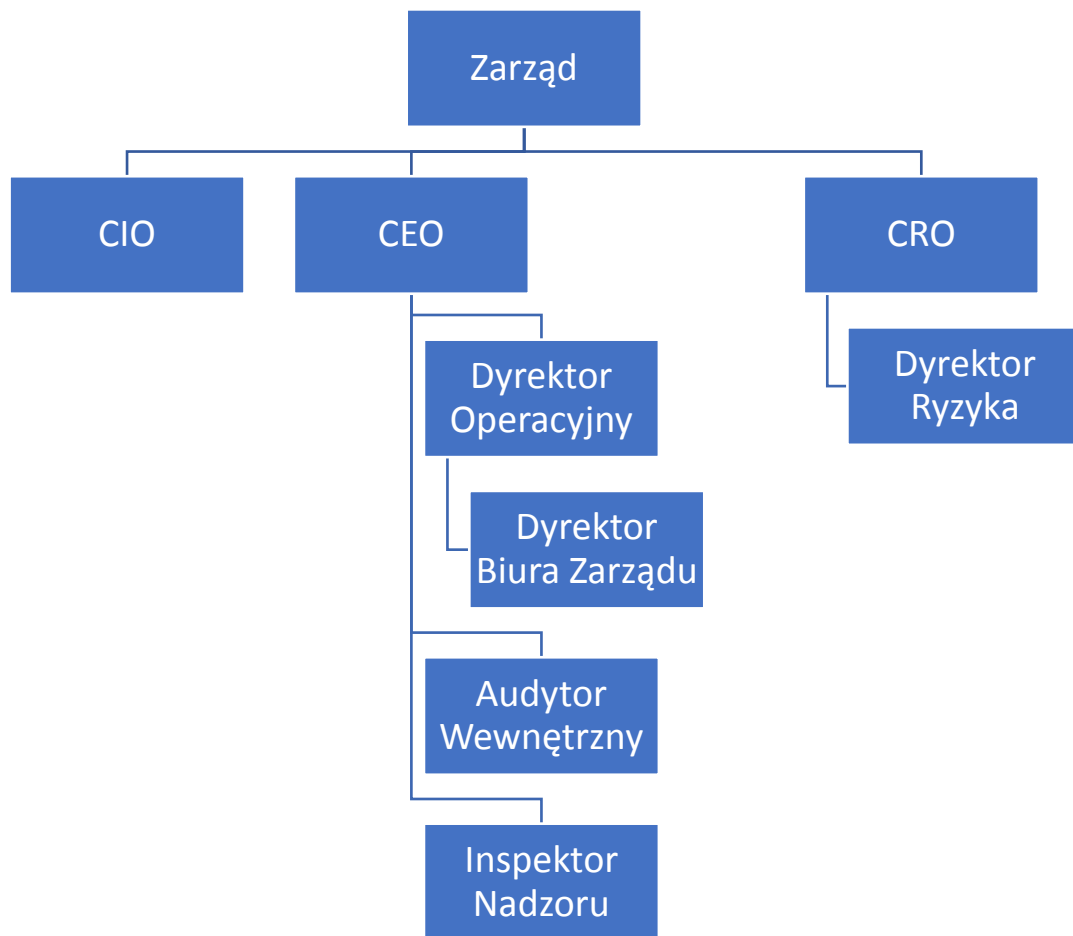 Zarząd
CIO
CEO
CRO
Dyrektor
Operacyjny
Dyrektor
Ryzyka
Dyrektor
Biura Zarządu
Audytor
Wewnętrzny
Inspektor
Nadzoru